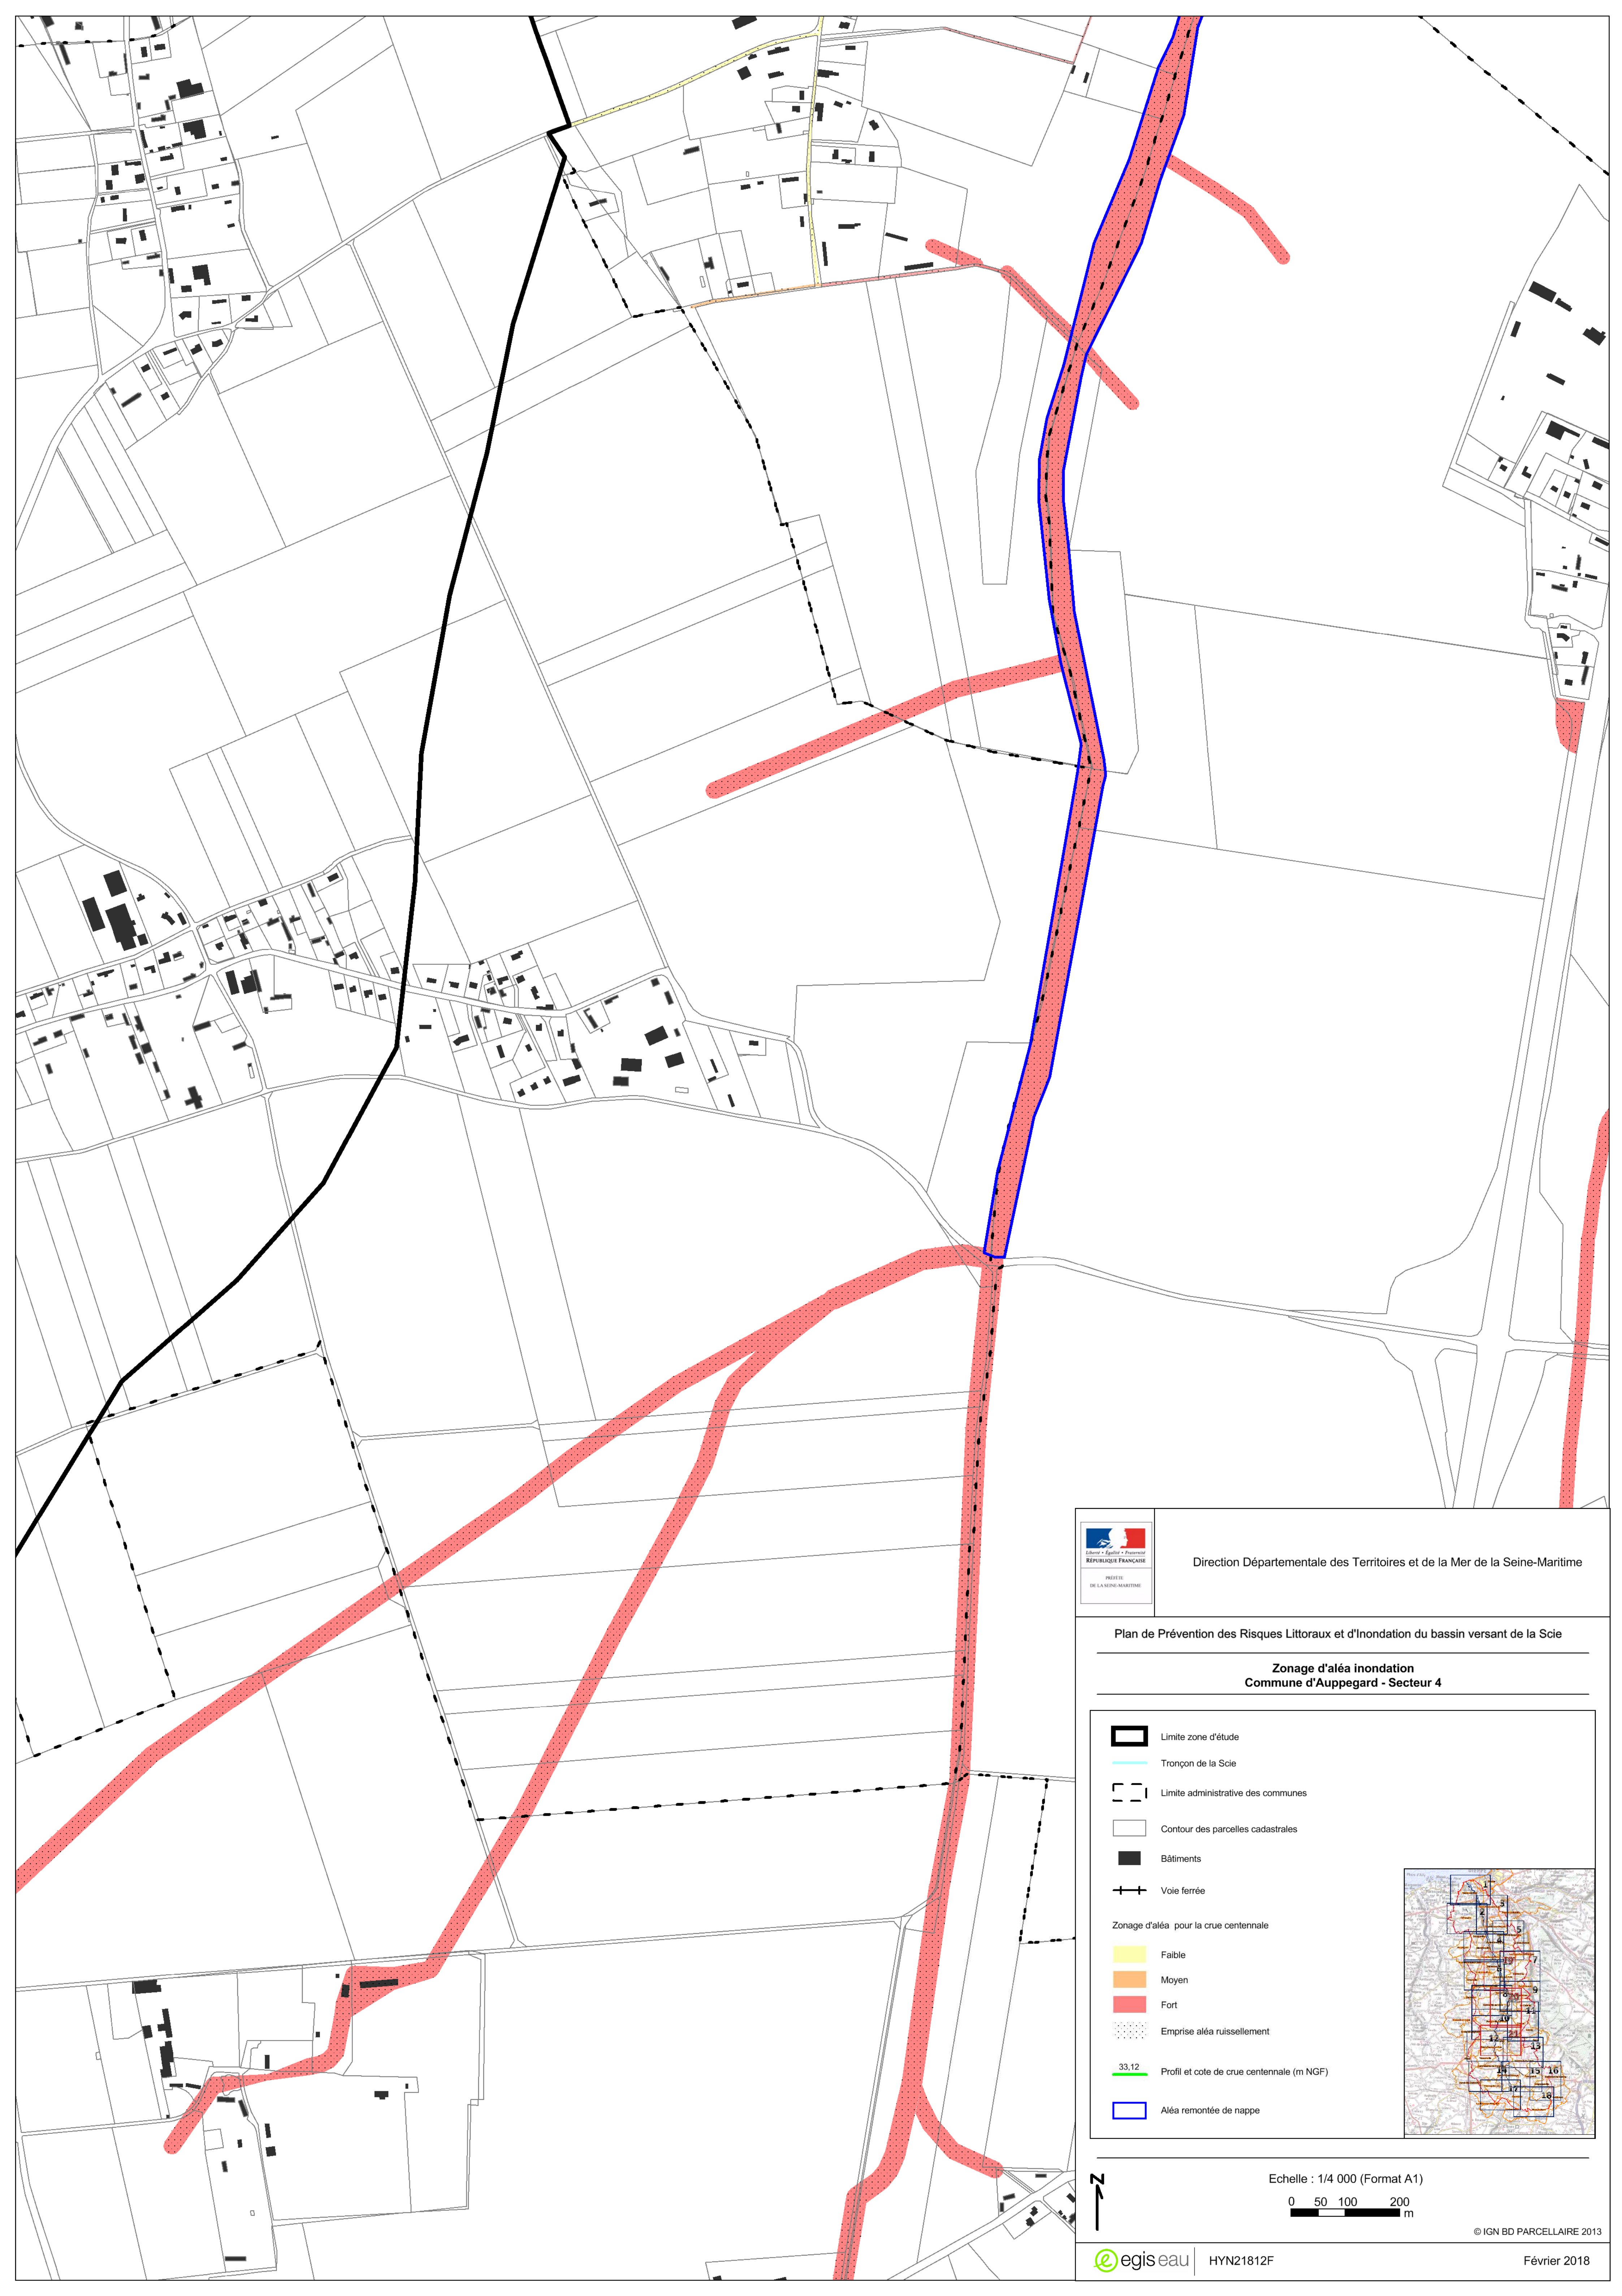 Liberté • Égalité • Fraternité
RÉPUBLIQUE FRANÇAISE
PRÉFÈTE
DE LA SEINE-MARITIME
Direction Départementale des Territoires et de la Mer de la Seine-Maritime
Plan de Prévention des Risques Littoraux et d'Inondation du bassin versant de la Scie
Zonage d'aléa inondation
Commune d'Auppegard - Secteur 4
Limite zone d'étude
Tronçon de la Scie
Limite administrative des communes
Contour des parcelles cadastrales
Bâtiments
Voie ferrée
Zonage d'aléa pour la crue centennale
Faible
Moyen
Fort
Emprise aléa ruissellement
33,12
Profil et cote de crue centennale (m NGF)
Aléa remontée de nappe
N
Echelle : 1/4 000 (Format A1)
0 50 100 200
m
© IGN BD PARCELLAIRE 2013
egis eau
HYN21812F
Février 2018